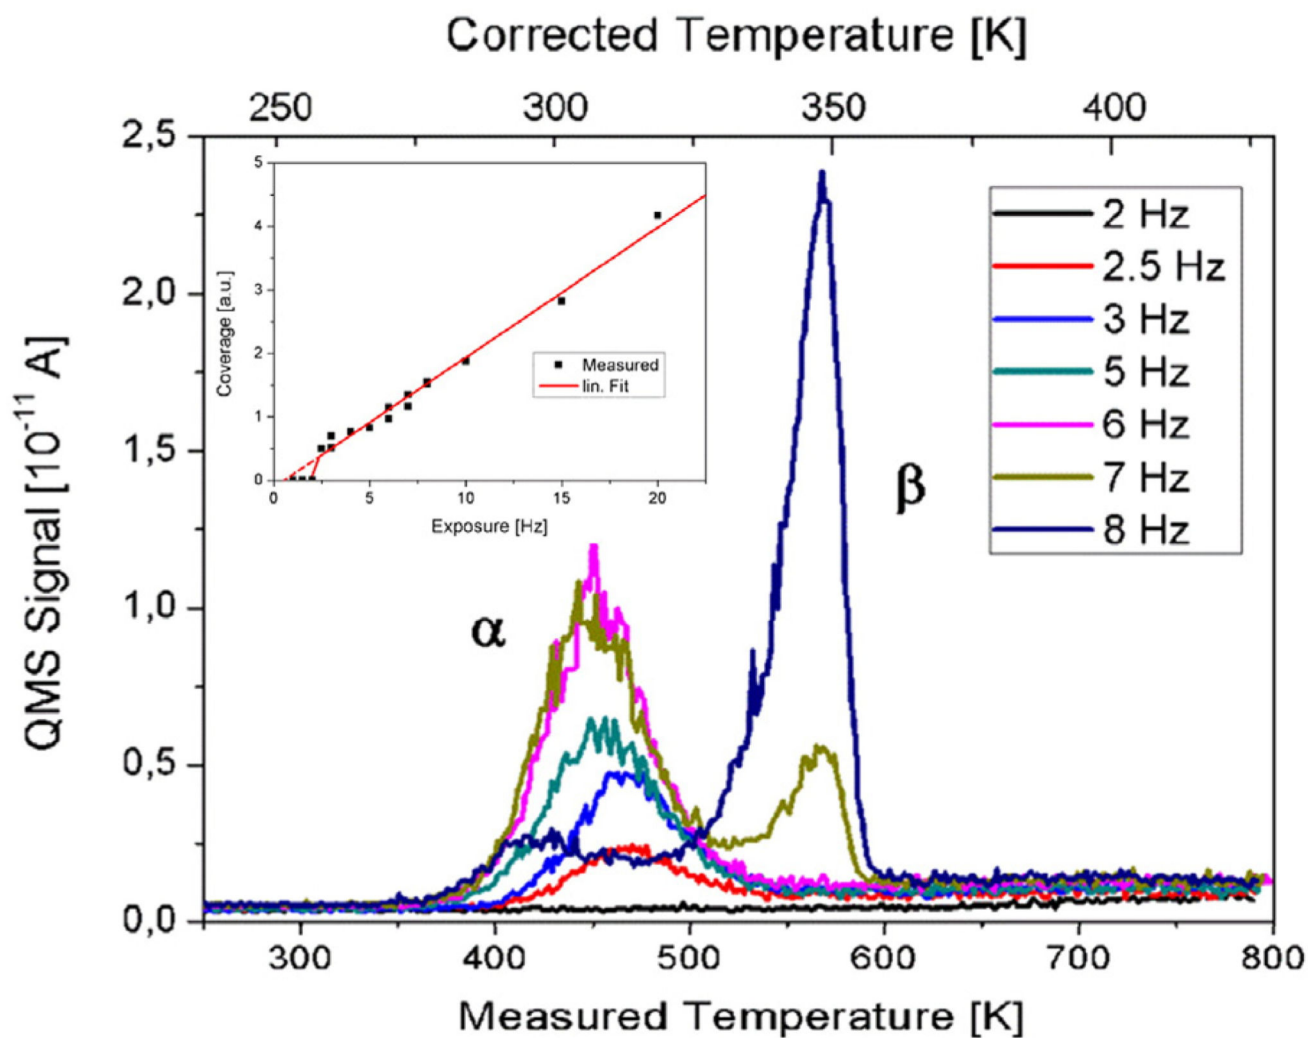 Corrected Temperature [K]
250 300 350 400
2,5
2,0
1,5
1,0
0,5
0,0
QMS Signal [10⁻¹¹ A]
5
4
3
2
1
0
Coverage [a.u.]
Measured
lin. Fit
0 5 10 15 20
Exposure [Hz]
2 Hz
2.5 Hz
3 Hz
5 Hz
6 Hz
7 Hz
8 Hz
α
β
300 400 500 600 700 800
Measured Temperature [K]